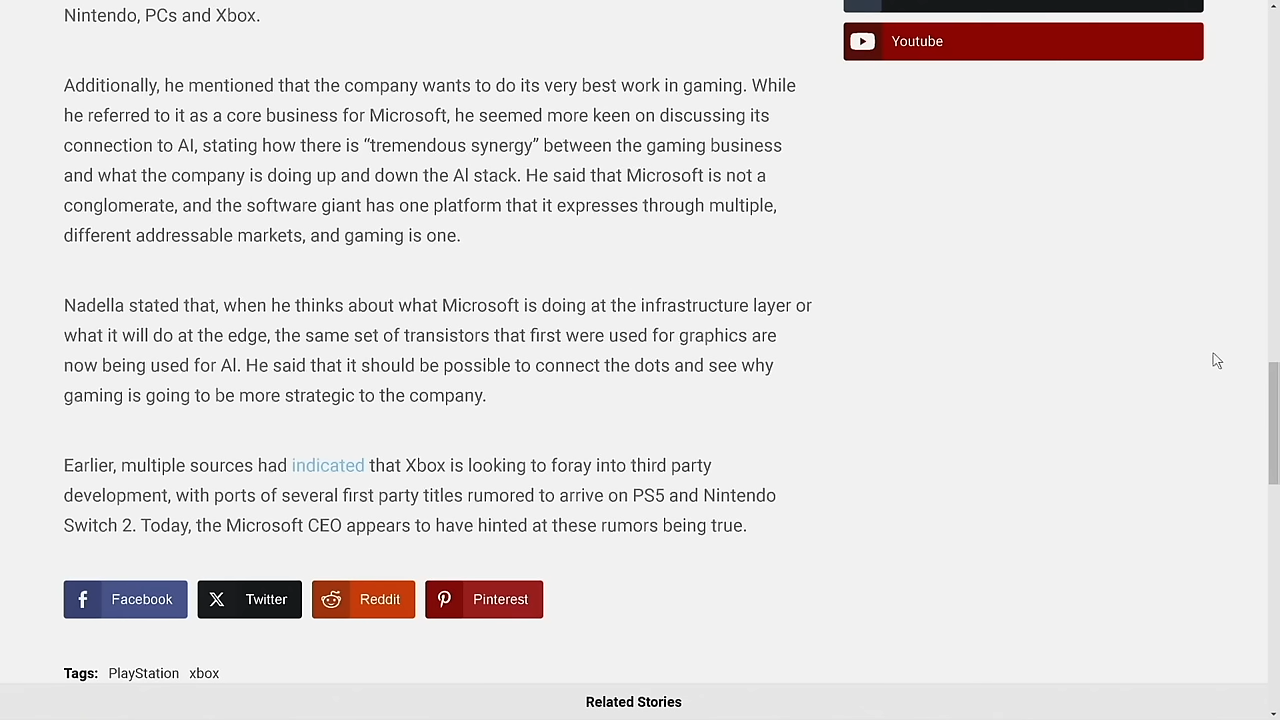 Nintendo, PCs and Xbox.
Youtube
Additionally, he mentioned that the company wants to do its very best work in gaming. While
he referred to it as a core business for Microsoft, he seemed more keen on discussing its
connection to AI, stating how there is “tremendous synergy” between the gaming business
and what the company is doing up and down the AI stack. He said that Microsoft is not a
conglomerate, and the software giant has one platform that it expresses through multiple,
different addressable markets, and gaming is one.
Nadella stated that, when he thinks about what Microsoft is doing at the infrastructure layer or
what it will do at the edge, the same set of transistors that first were used for graphics are
now being used for AI. He said that it should be possible to connect the dots and see why
gaming is going to be more strategic to the company.
Earlier, multiple sources had indicated that Xbox is looking to foray into third party
development, with ports of several first party titles rumored to arrive on PS5 and Nintendo
Switch 2. Today, the Microsoft CEO appears to have hinted at these rumors being true.
Facebook Twitter Reddit Pinterest
Tags: PlayStation xbox
Related Stories